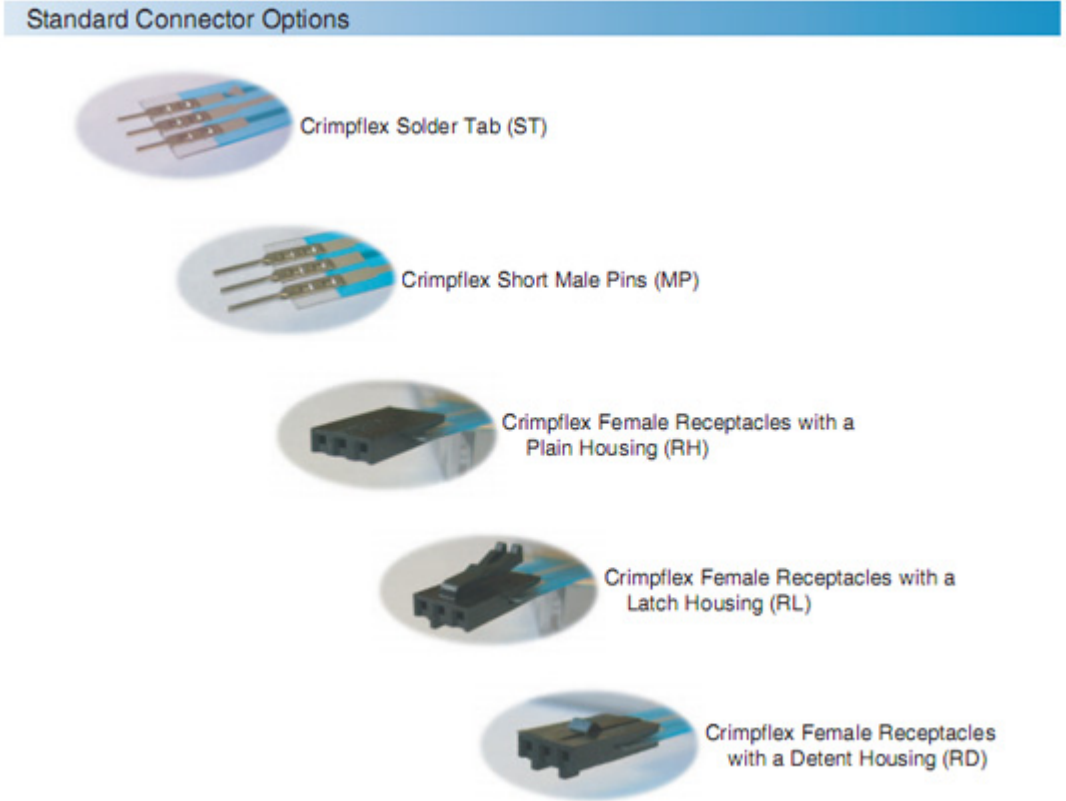 Standard Connector Options
Crimpflex Solder Tab (ST)
Crimpflex Short Male Pins (MP)
Crimpflex Female Receptacles with a
Plain Housing (RH)
Crimpflex Female Receptacles with a
Latch Housing (RL)
Crimpflex Female Receptacles
with a Detent Housing (RD)